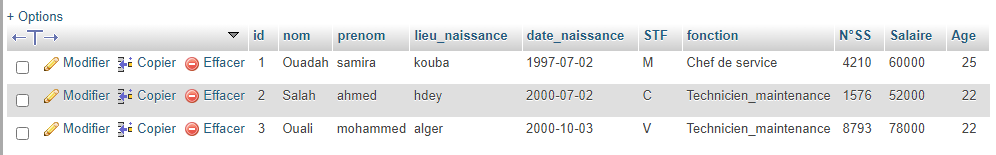 + Options
←T→ id nom prenom lieu_naissance date_naissance STF fonction N°SS Salaire Age
Modifier Copier Effacer 1 Ouadah samira kouba 1997-07-02 M Chef de service 4210 60000 25
Modifier Copier Effacer 2 Salah ahmed hdey 2000-07-02 C Technicien_maintenance 1576 52000 22
Modifier Copier Effacer 3 Ouali mohammed alger 2000-10-03 V Technicien_maintenance 8793 78000 22